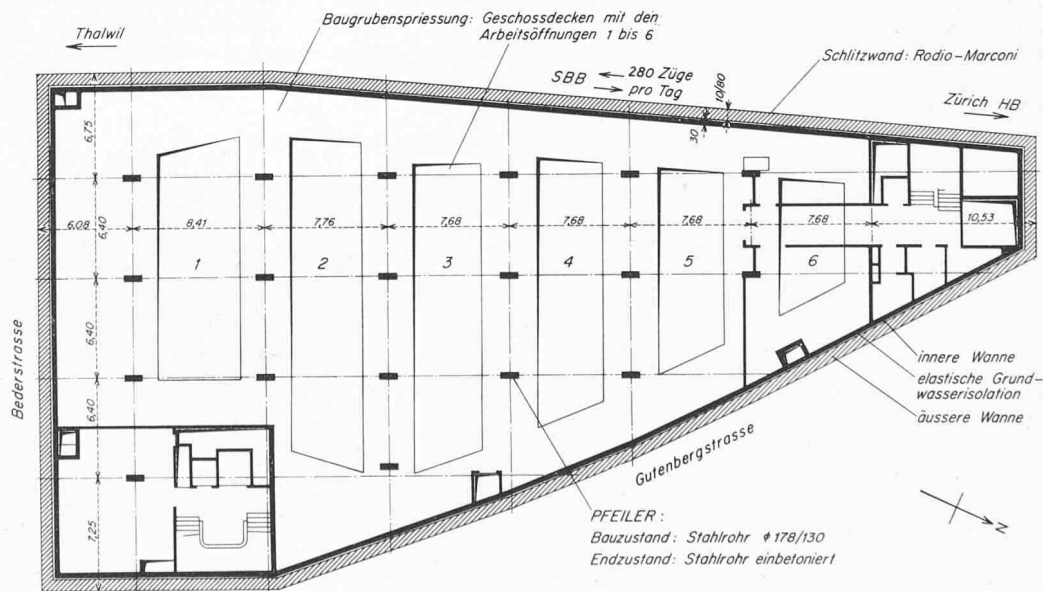 Baugrubenspriessung: Geschossdecken mit den
Arbeitsöffnungen 1 bis 6
Thalwil
SBB
280 Züge
pro Tag
10/80
30
Schlitzwand: Rodio-Marconi
Zürich HB
6,75
6,40
6,40
6,40
7,25
6,08
8,41
7,76
7,68
7,68
7,68
7,68
10,53
1
2
3
4
5
6
Bederstrasse
innere Wanne
elastische Grund-
wasserisolation
äussere Wanne
Gutenbergstrasse
PFEILER:
Bauzustand: Stahlrohr ϕ 178/130
Endzustand: Stahlrohr einbetoniert
N